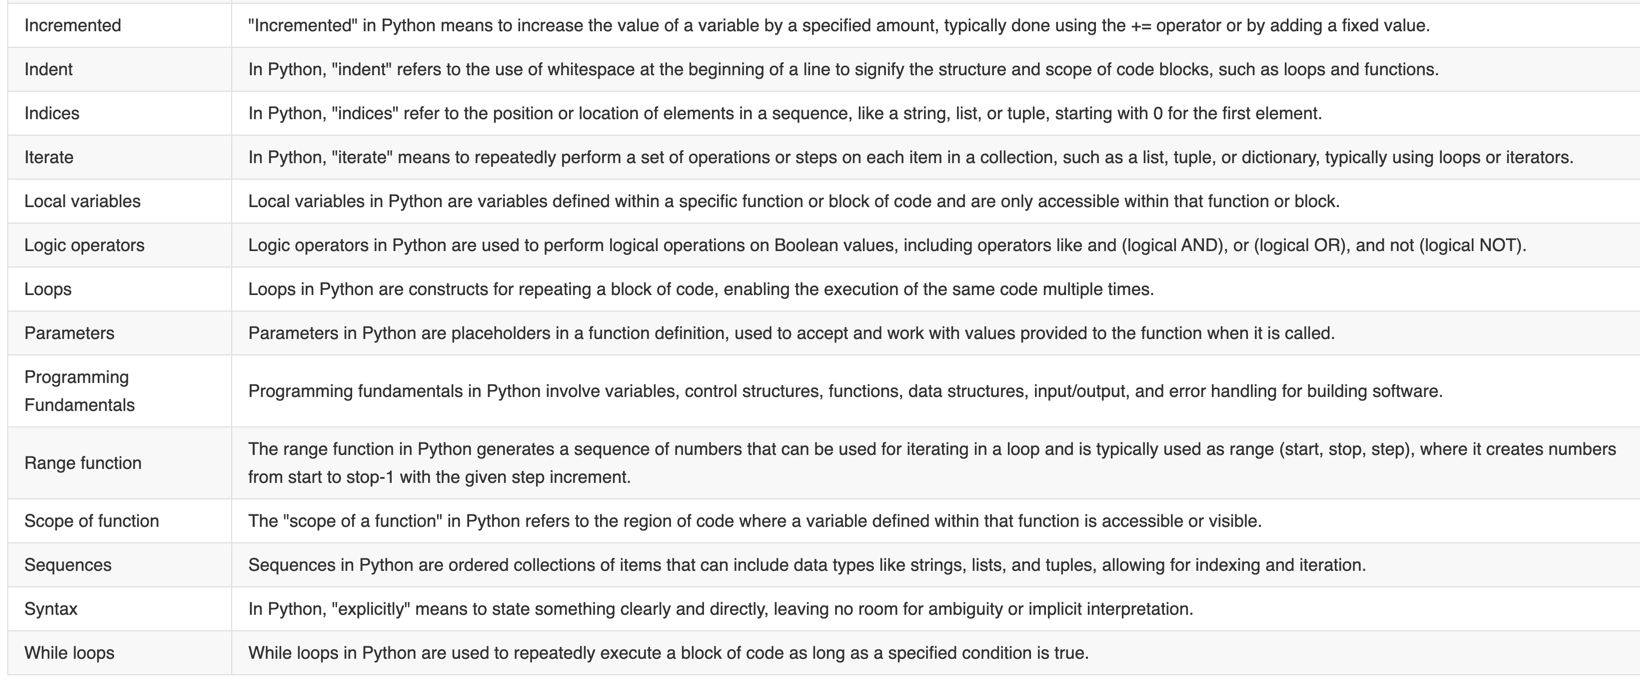 Incremented "Incremented" in Python means to increase the value of a variable by a specified amount, typically done using the += operator or by adding a fixed value.
Indent In Python, "indent" refers to the use of whitespace at the beginning of a line to signify the structure and scope of code blocks, such as loops and functions.
Indices In Python, "indices" refer to the position or location of elements in a sequence, like a string, list, or tuple, starting with 0 for the first element.
Iterate In Python, "iterate" means to repeatedly perform a set of operations or steps on each item in a collection, such as a list, tuple, or dictionary, typically using loops or iterators.
Local variables Local variables in Python are variables defined within a specific function or block of code and are only accessible within that function or block.
Logic operators Logic operators in Python are used to perform logical operations on Boolean values, including operators like and (logical AND), or (logical OR), and not (logical NOT).
Loops Loops in Python are constructs for repeating a block of code, enabling the execution of the same code multiple times.
Parameters Parameters in Python are placeholders in a function definition, used to accept and work with values provided to the function when it is called.
Programming
Fundamentals
Programming fundamentals in Python involve variables, control structures, functions, data structures, input/output, and error handling for building software.
Range function
The range function in Python generates a sequence of numbers that can be used for iterating in a loop and is typically used as range (start, stop, step), where it creates numbers
from start to stop-1 with the given step increment.
Scope of function The "scope of a function" in Python refers to the region of code where a variable defined within that function is accessible or visible.
Sequences Sequences in Python are ordered collections of items that can include data types like strings, lists, and tuples, allowing for indexing and iteration.
Syntax In Python, "explicitly" means to state something clearly and directly, leaving no room for ambiguity or implicit interpretation.
While loops While loops in Python are used to repeatedly execute a block of code as long as a specified condition is true.